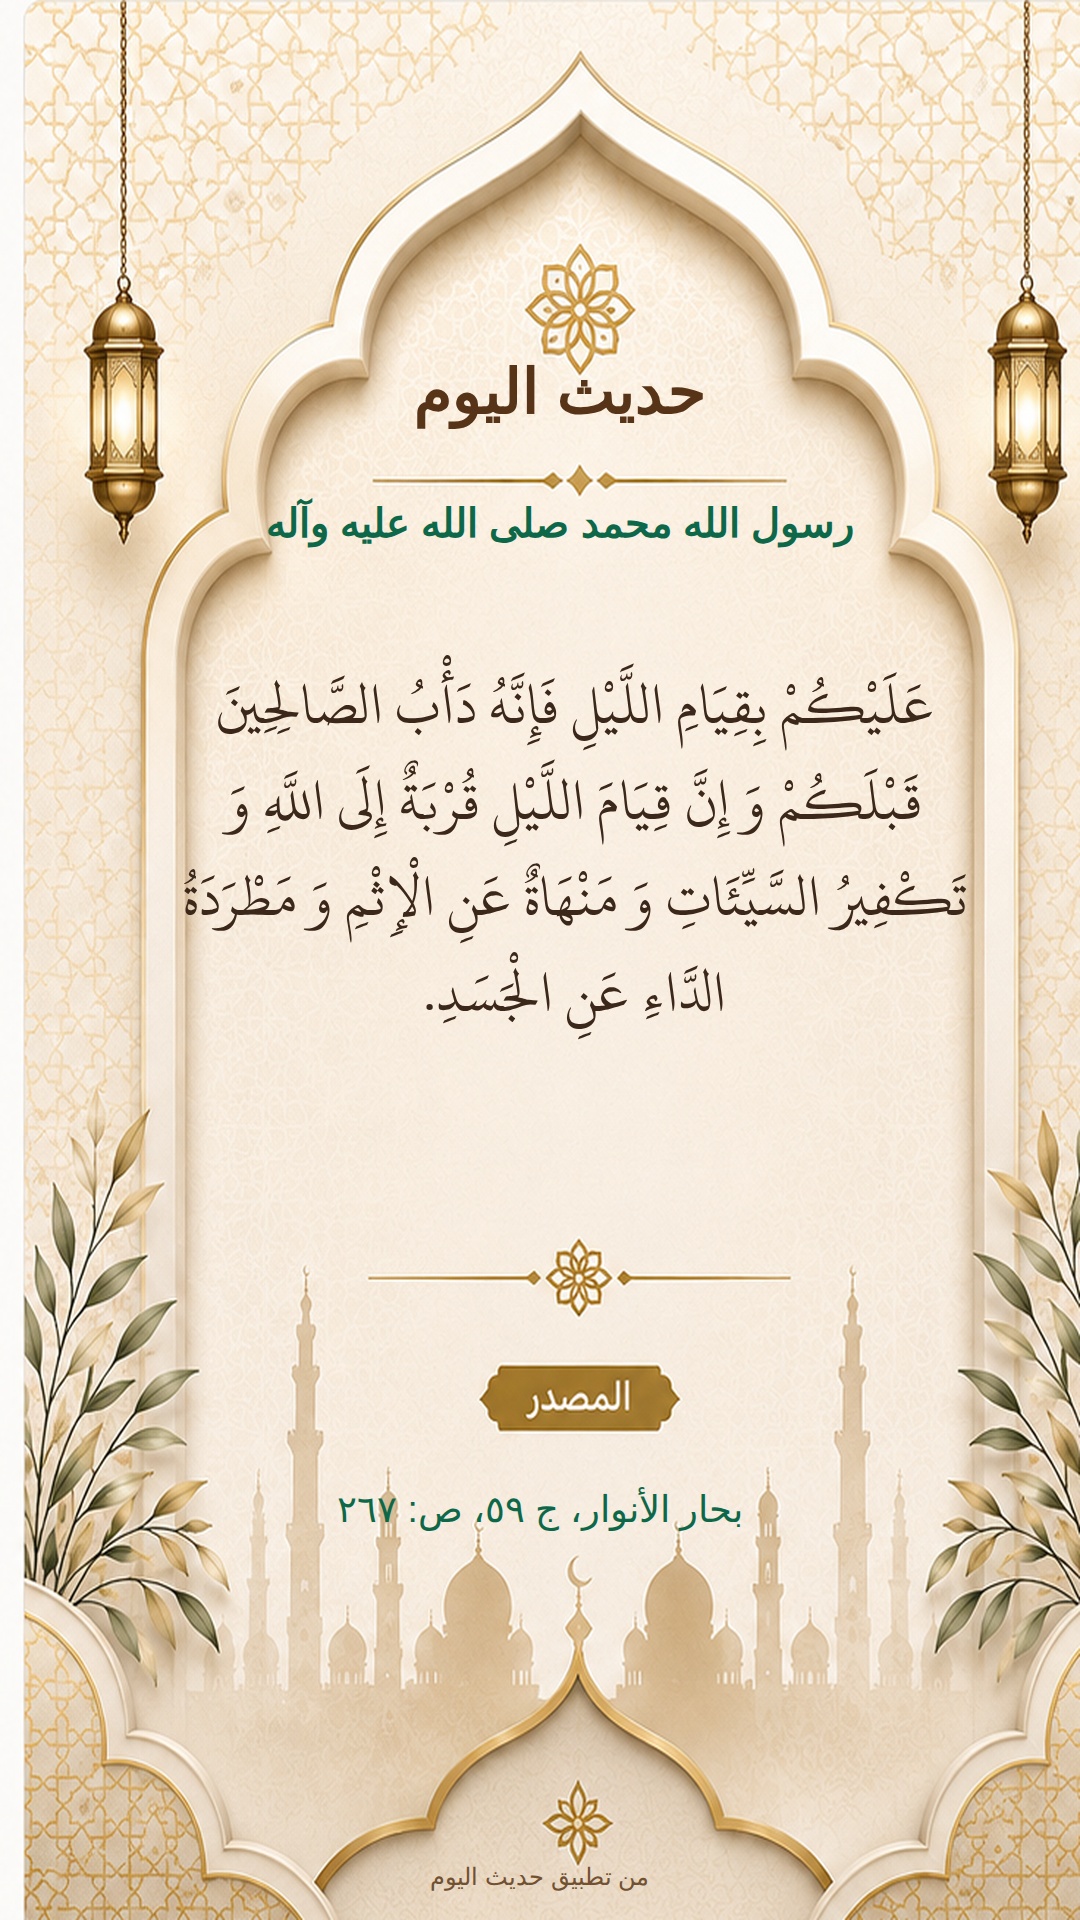 حديث اليوم
رسول الله محمد صلى الله عليه وآله
عَلَيْكُمْ بِقِيَامِ اللَّيْلِ فَإِنَّهُ دَأْبُ الصَّالِحِينَ
قَبْلَكُمْ وَ إِنَّ قِيَامَ اللَّيْلِ قُرْبَةٌ إِلَى اللَّهِ وَ
تَكْفِيرُ السَّيِّئَاتِ وَ مَنْهَاةٌ عَنِ الْإِثْمِ وَ مَطْرَدَةُ
الدَّاءِ عَنِ الْجَسَدِ.
المصدر
بحار الأنوار، ج ٥٩، ص: ٢٦٧
من تطبيق حديث اليوم